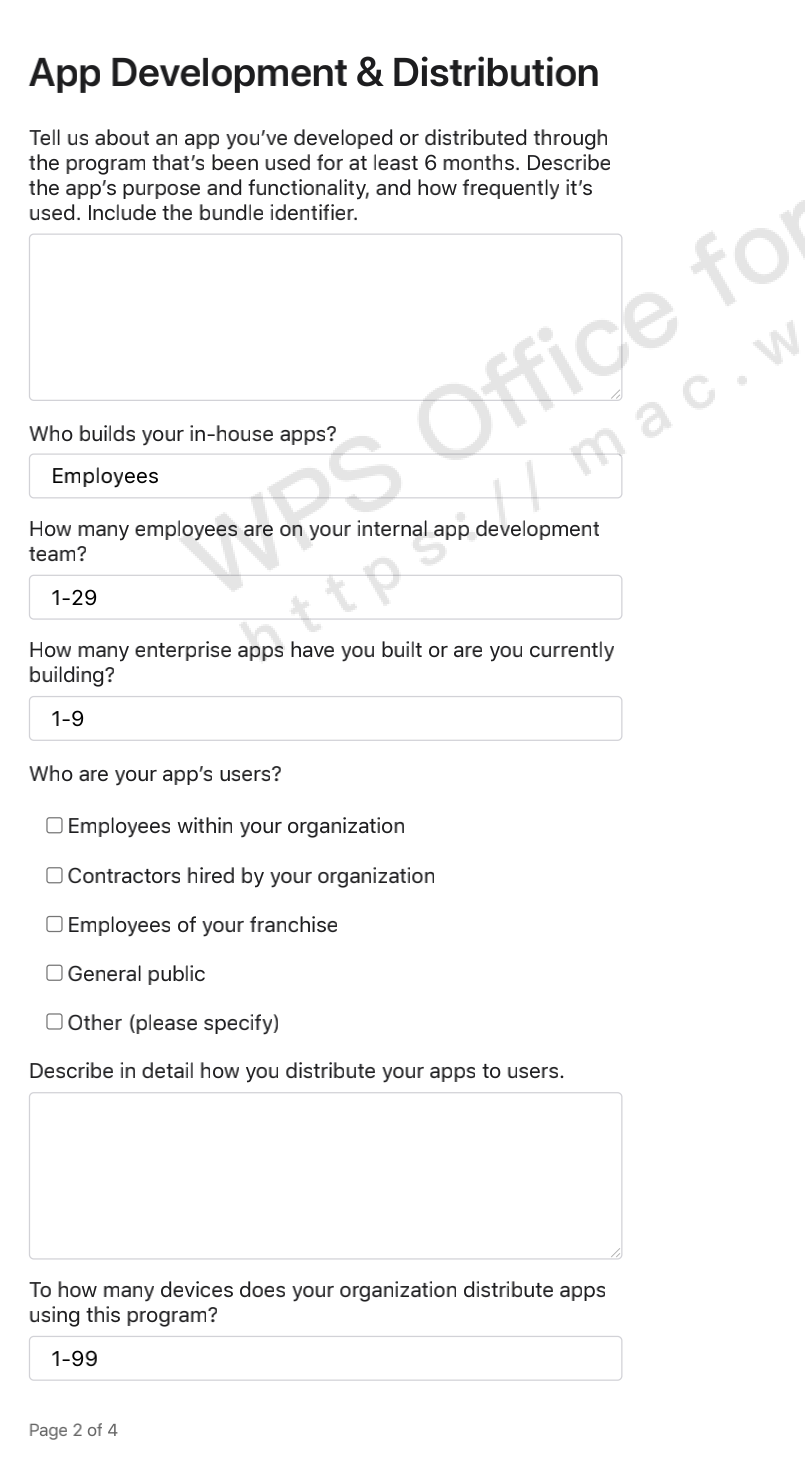 App Development & Distribution
Tell us about an app you’ve developed or distributed through
the program that’s been used for at least 6 months. Describe
the app’s purpose and functionality, and how frequently it’s
used. Include the bundle identifier.
WPS Office for
https://mac.w
Who builds your in-house apps?
Employees
How many employees are on your internal app development
team?
1-29
How many enterprise apps have you built or are you currently
building?
1-9
Who are your app’s users?
Employees within your organization
Contractors hired by your organization
Employees of your franchise
General public
Other (please specify)
Describe in detail how you distribute your apps to users.
To how many devices does your organization distribute apps
using this program?
1-99
Page 2 of 4